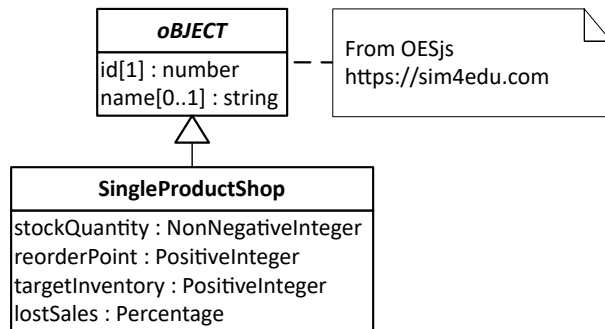 oBJECT
id[1] : number
name[0..1] : string
From OESjs
https://sim4edu.com
SingleProductShop
stockQuantity : NonNegativeInteger
reorderPoint : PositiveInteger
targetInventory : PositiveInteger
lostSales : Percentage